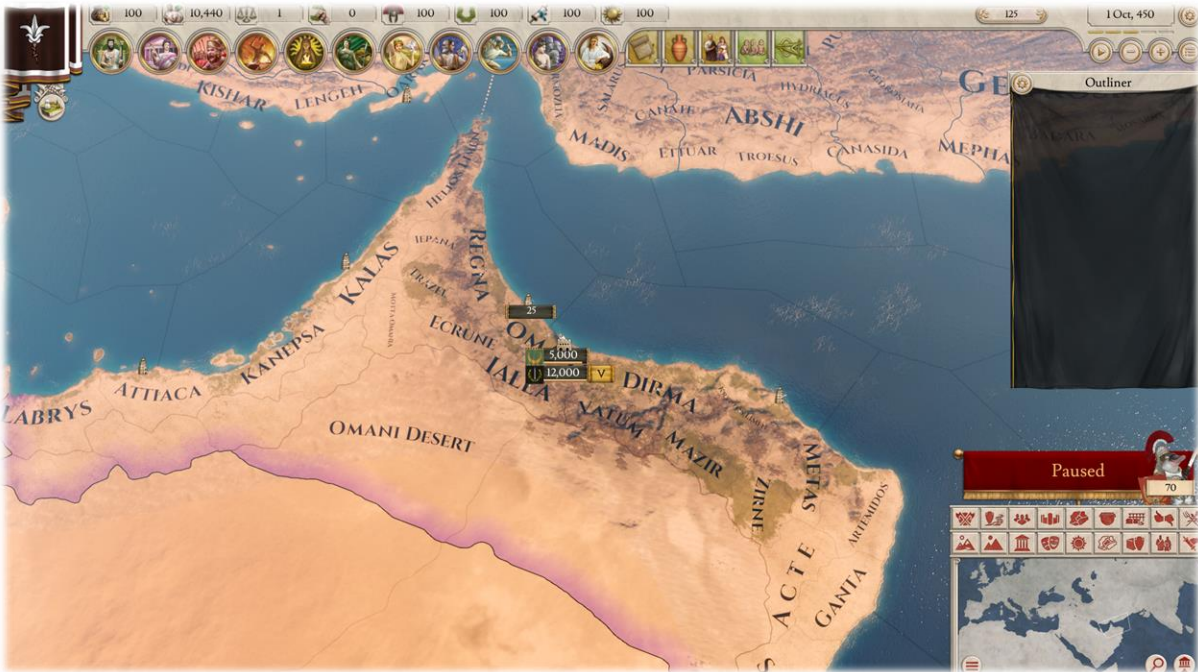 100
10,440
1
0
100
100
100
100
125
1 Oct, 450
Outliner
KISHAR
LENGEH
PARSICIA
HYDRIACUS
CANATE
ABSHI
GE
MADIS
ETTUAR
TROESUS
CANASIDA
MEPHA
IEPANA
REGNA
KALAS
TRAZEL
25
ECRUNE
OM
5,000
12,000
V
IALLA
KANEPSA
ATTIACA
LABRYS
DIRMA
NATUM
MAZIR
OMANI DESERT
METAS
ZIRNE
ARTEMIDOS
ACTE
GANTA
Paused
70